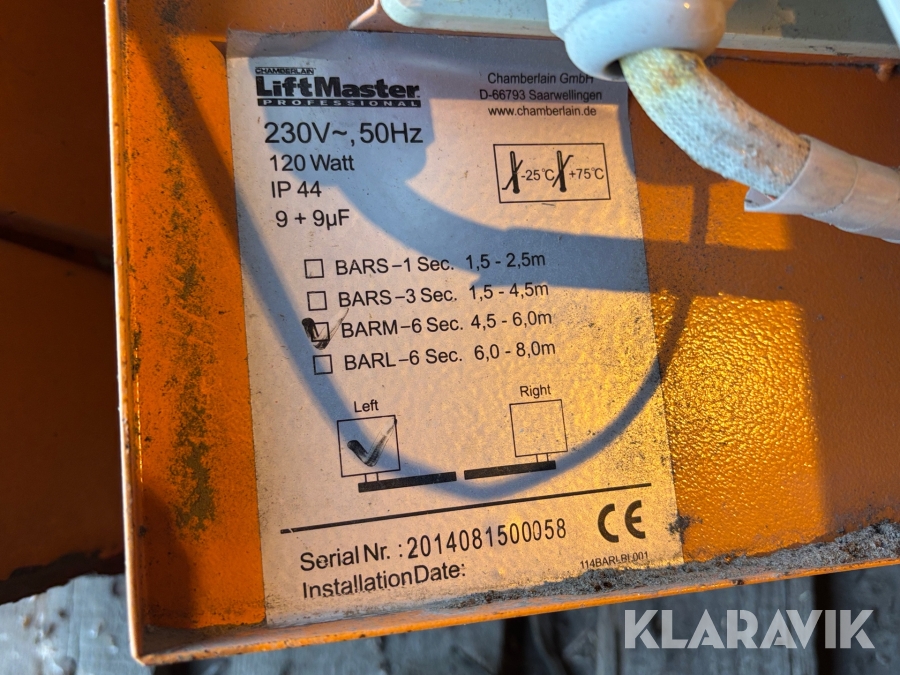 CHAMBERLAIN
LiftMaster
PROFESSIONAL
Chamberlain GmbH
D-66793 Saarwellingen
www.chamberlain.de
230V~, 50Hz
120 Watt
IP 44
9 + 9µF
-25°C +75°C
BARS-1 Sec. 1,5 - 2,5m
BARS-3 Sec. 1,5 - 4,5m
BARM-6 Sec. 4,5 - 6,0m
BARL-6 Sec. 6,0 - 8,0m
Left Right
Serial Nr. : 2014081500058 CE
Installation Date:
KLARAVIK